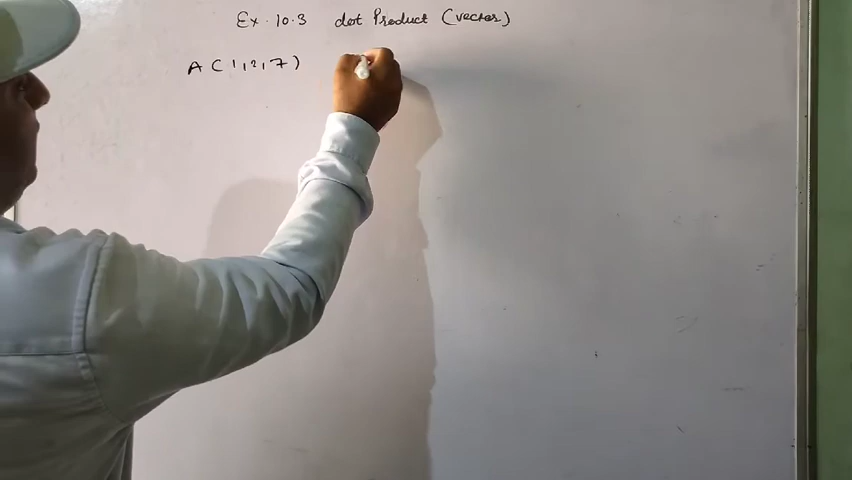 Ex. 10.3 dot Product (vector)
A (1,2,7)